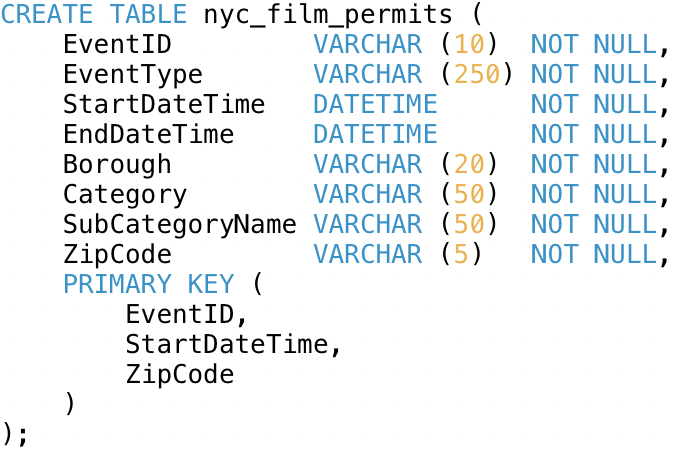 CREATE TABLE nyc_film_permits (
    EventID         VARCHAR (10)  NOT NULL,
    EventType       VARCHAR (250) NOT NULL,
    StartDateTime   DATETIME      NOT NULL,
    EndDateTime     DATETIME      NOT NULL,
    Borough         VARCHAR (20)  NOT NULL,
    Category        VARCHAR (50)  NOT NULL,
    SubCategoryName VARCHAR (50)  NOT NULL,
    ZipCode         VARCHAR (5)   NOT NULL,
    PRIMARY KEY (
        EventID,
        StartDateTime,
        ZipCode
    )
);